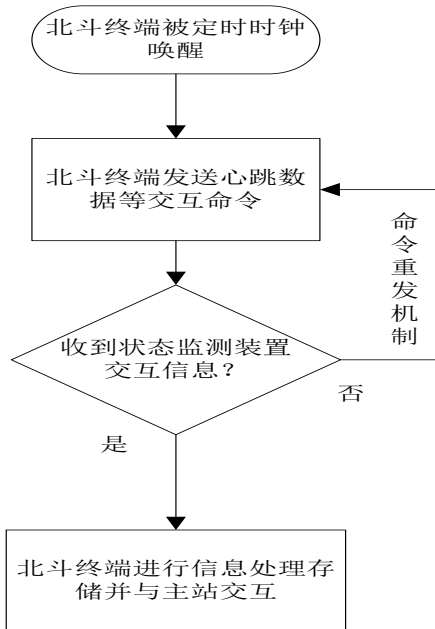 北斗终端被定时时钟
唤醒
北斗终端发送心跳数
据等交互命令
命令重发机制
收到状态监测装置
交互信息？
否
是
北斗终端进行信息处理存
储并与主站交互